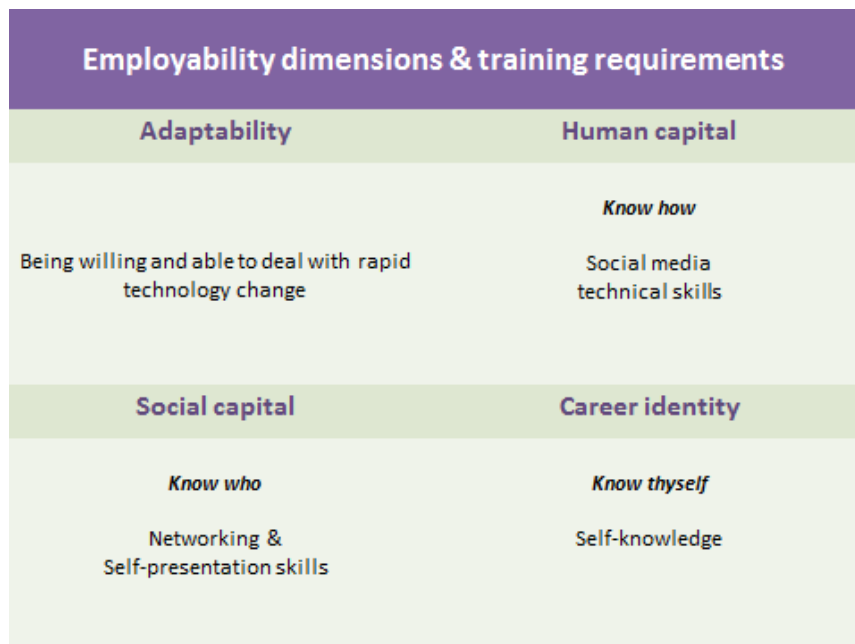 Employability dimensions & training requirements
Adaptability
Human capital
Being willing and able to deal with rapid
technology change
Know how
Social media
technical skills
Social capital
Career identity
Know who
Networking &
Self-presentation skills
Know thyself
Self-knowledge